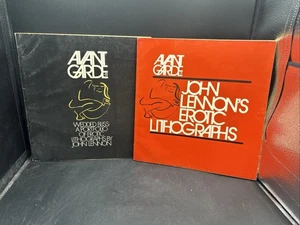 AVANT
GARDE
WEDDED BLISS
A PORTFOLIO
OF EROTIC
LITHOGRAPHS BY
JOHN LENNON
AVANT
GARDE
JOHN
LENNON'S
EROTIC
LITHOGRAPHS